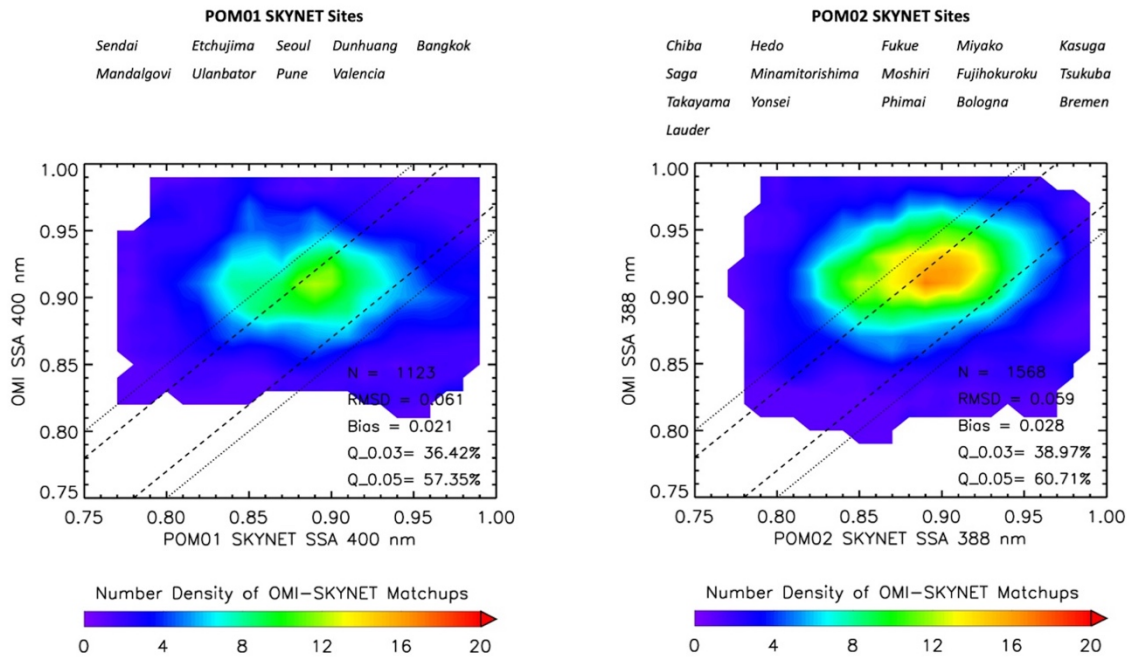 POM01 SKYNET Sites
Sendai Etchujima Seoul Dunhuang Bangkok
Mandalgovi Ulanbator Pune Valencia
1.00
0.95
0.90
0.85
0.80
0.75
OMI SSA 400 nm
N = 1123
RMSD = 0.061
Bias = 0.021
Q_0.03= 36.42%
Q_0.05= 57.35%
0.75 0.80 0.85 0.90 0.95 1.00
POM01 SKYNET SSA 400 nm
Number Density of OMI-SKYNET Matchups
0 4 8 12 16 20
POM02 SKYNET Sites
Chiba Hedo Fukue Miyako Kasuga
Saga Minamitorishima Moshiri Fujihokuroku Tsukuba
Takayama Yonsei Phimai Bologna Bremen
Lauder
1.00
0.95
0.90
0.85
0.80
0.75
OMI SSA 388 nm
N = 1568
RMSD = 0.059
Bias = 0.028
Q_0.03= 38.97%
Q_0.05= 60.71%
0.75 0.80 0.85 0.90 0.95 1.00
POM02 SKYNET SSA 388 nm
Number Density of OMI-SKYNET Matchups
0 4 8 12 16 20